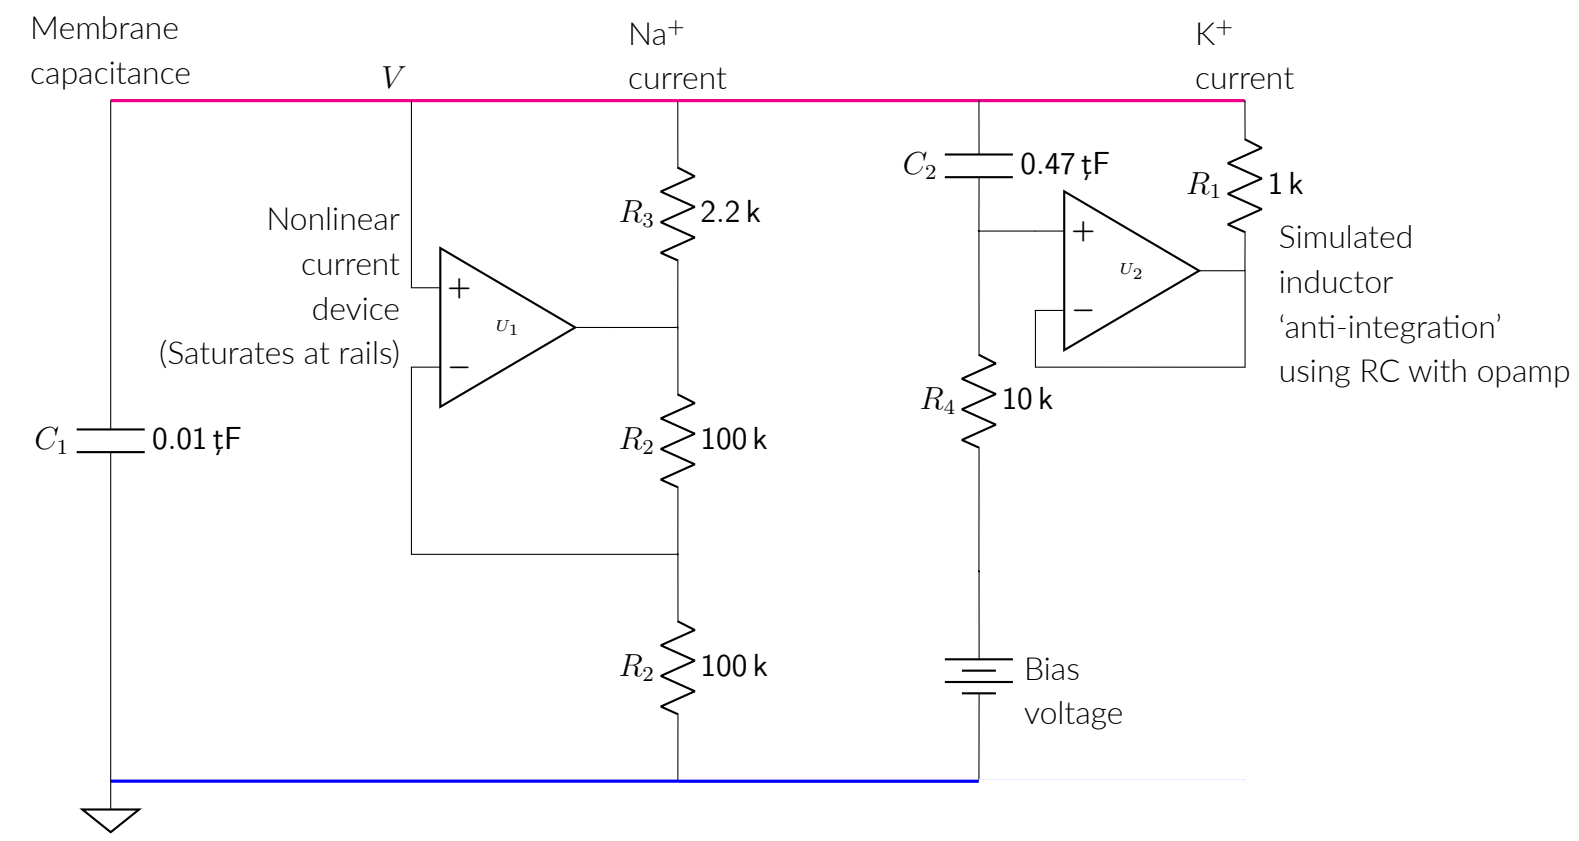 Membrane
capacitance
V
Na+
current
K+
current
C2 0.47 ţF
R1 1 k
R3 2.2 k
Nonlinear
current
device
(Saturates at rails)
+
U1
−
+
U2
−
Simulated
inductor
‘anti-integration’
using RC with opamp
R4 10 k
C1 0.01 ţF
R2 100 k
R2 100 k
Bias
voltage